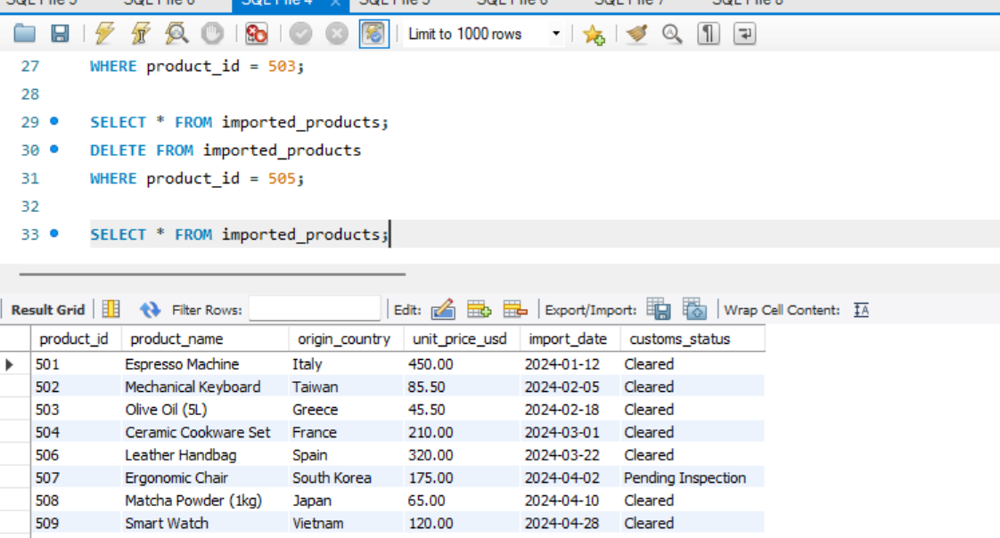 SQL File 4
27 WHERE product_id = 503;
28
29 SELECT * FROM imported_products;
30 DELETE FROM imported_products
31 WHERE product_id = 505;
32
33 SELECT * FROM imported_products;
Limit to 1000 rows
Result Grid Filter Rows: Edit: Export/Import: Wrap Cell Content: IA
product_id product_name origin_country unit_price_usd import_date customs_status
501 Espresso Machine Italy 450.00 2024-01-12 Cleared
502 Mechanical Keyboard Taiwan 85.50 2024-02-05 Cleared
503 Olive Oil (5L) Greece 45.50 2024-02-18 Cleared
504 Ceramic Cookware Set France 210.00 2024-03-01 Cleared
506 Leather Handbag Spain 320.00 2024-03-22 Cleared
507 Ergonomic Chair South Korea 175.00 2024-04-02 Pending Inspection
508 Matcha Powder (1kg) Japan 65.00 2024-04-10 Cleared
509 Smart Watch Vietnam 120.00 2024-04-28 Cleared